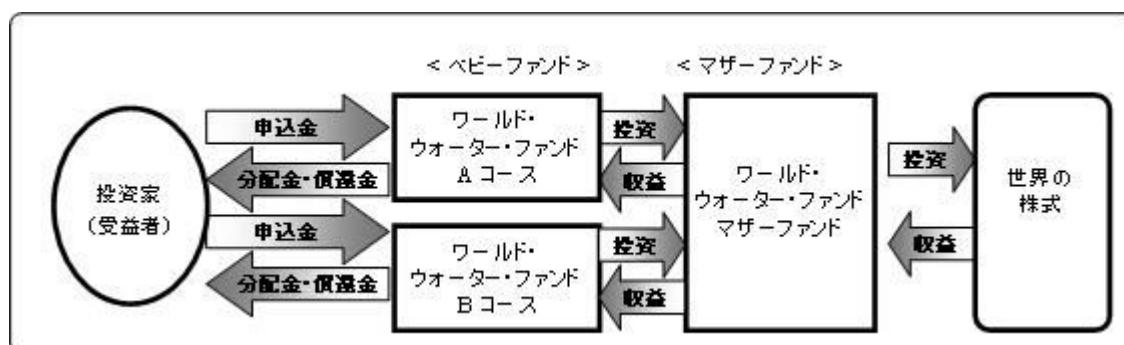 ＜ベビーファンド＞
＜マザーファンド＞
投資家
（受益者）
申込金
分配金・償還金
申込金
分配金・償還金
ワールド・
ウォーター・ファンド
Aコース
ワールド・
ウォーター・ファンド
Bコース
投資
収益
投資
収益
ワールド・
ウォーター・ファンド
マザーファンド
投資
収益
世界の
株式